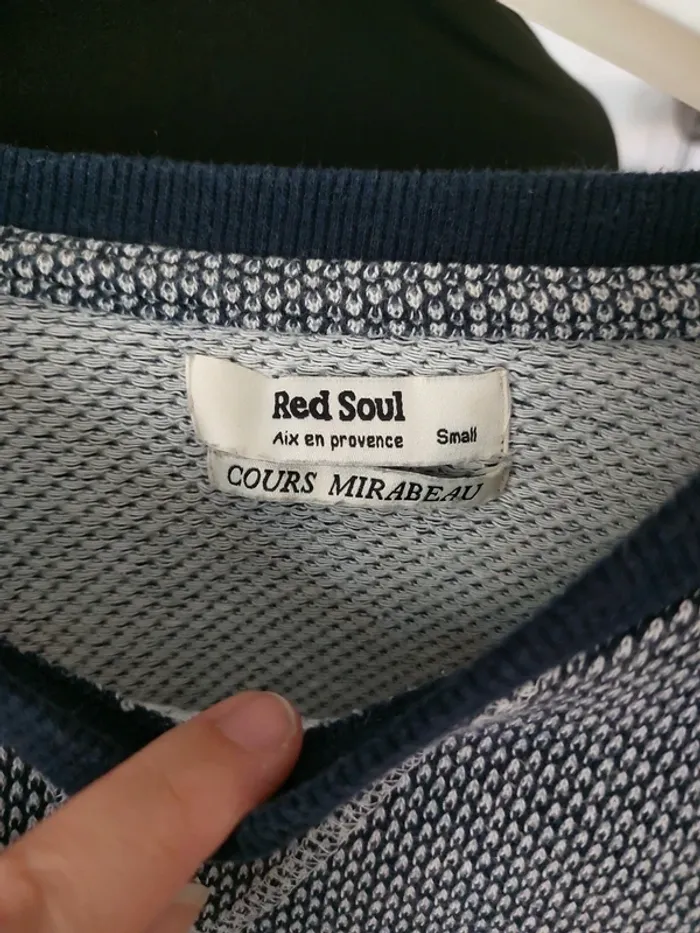 Red Soul
Aix en provence Small
COURS MIRABEAU